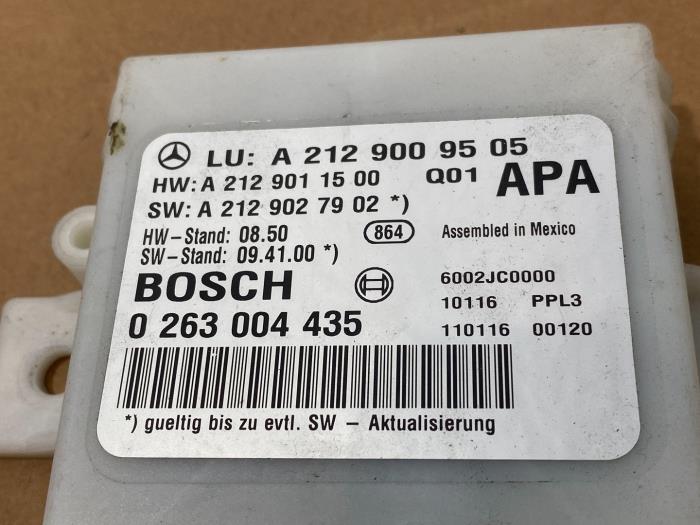 LU: A 212 900 95 05
HW: A 212 901 15 00 Q01 APA
SW: A 212 902 79 02 *)
HW-Stand: 08.50 864 Assembled in Mexico
SW-Stand: 09.41.00 *)
BOSCH 6002JC0000
10116 PPL3
0 263 004 435 110116 00120
*) gueltig bis zu evtl. SW - Aktualisierung